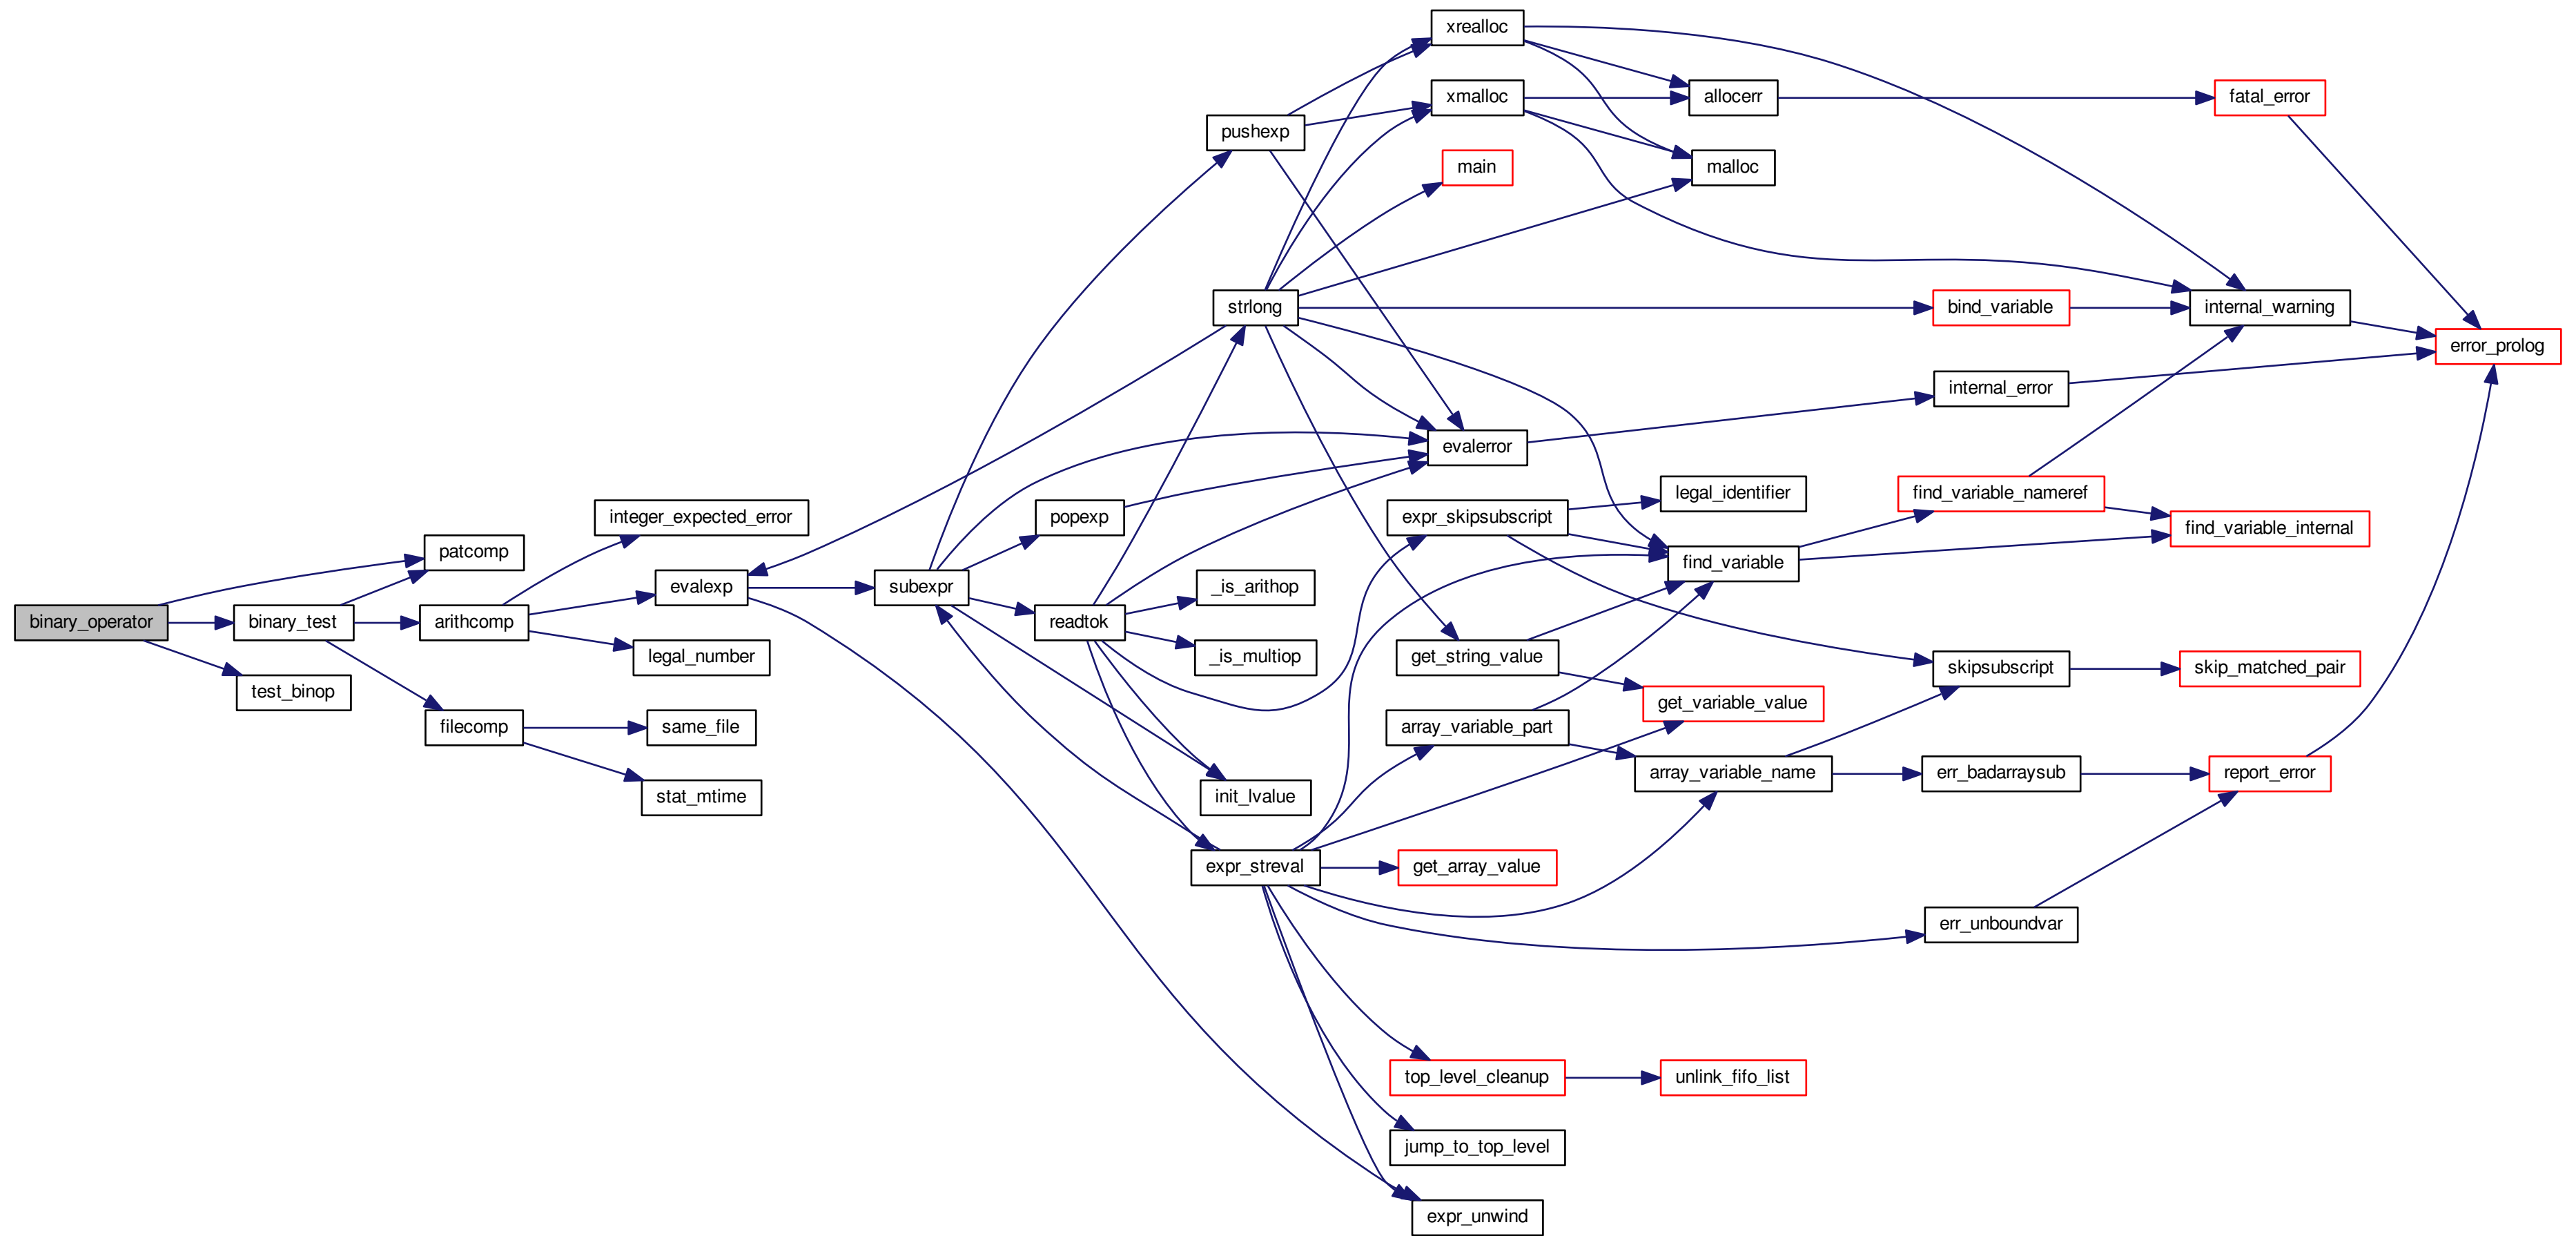 xrealloc
xmalloc
allocerr
fatal_error
pushexp
main
malloc
strlong
bind_variable
internal_warning
error_prolog
internal_error
evalerror
legal_identifier
find_variable_nameref
integer_expected_error
popexp
expr_skipsubscript
find_variable_internal
patcomp
find_variable
evalexp
subexpr
_is_arithop
binary_operator
binary_test
arithcomp
readtok
legal_number
_is_multiop
get_string_value
skipsubscript
skip_matched_pair
test_binop
get_variable_value
filecomp
same_file
array_variable_part
array_variable_name
err_badarraysub
report_error
stat_mtime
init_lvalue
expr_streval
get_array_value
err_unboundvar
top_level_cleanup
unlink_fifo_list
jump_to_top_level
expr_unwind